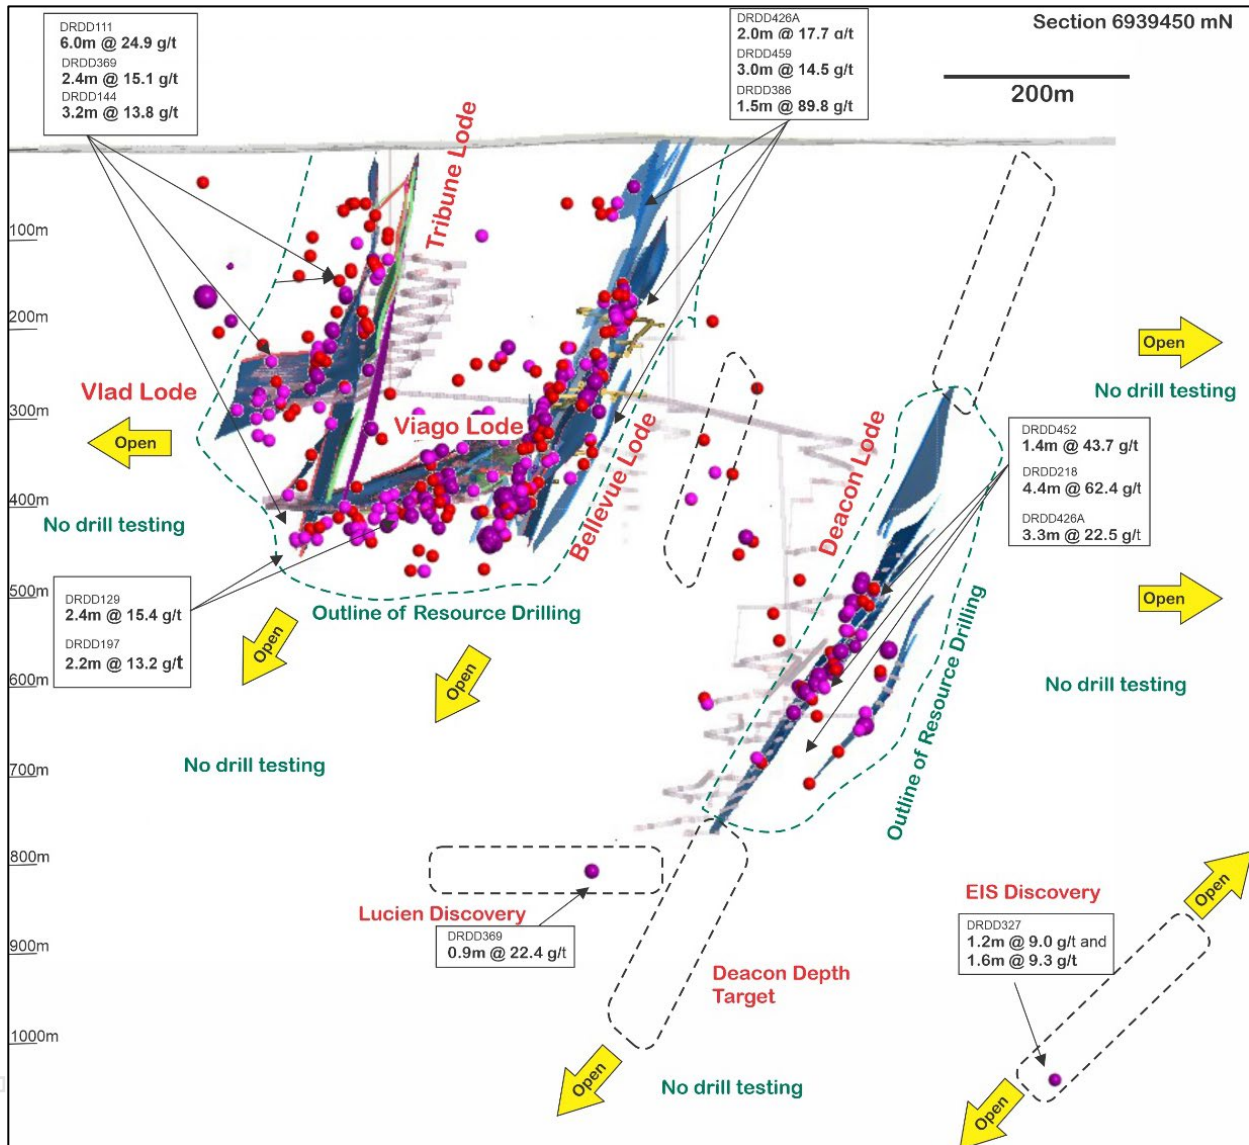 Section 6939450 mN
200m
DRDD111
6.0m @ 24.9 g/t
DRDD369
2.4m @ 15.1 g/t
DRDD144
3.2m @ 13.8 g/t
DRDD426A
2.0m @ 17.7 g/t
DRDD459
3.0m @ 14.5 g/t
DRDD386
1.5m @ 89.8 g/t
Tribune Lode
100m
200m
Open
No drill testing
Vlad Lode
300m
Open
Viago Lode
Bellevue Lode
Deacon Lode
DRDD452
1.4m @ 43.7 g/t
DRDD218
4.4m @ 62.4 g/t
DRDD426A
3.3m @ 22.5 g/t
400m
No drill testing
500m
DRDD129
2.4m @ 15.4 g/t
DRDD197
2.2m @ 13.2 g/t
Outline of Resource Drilling
Open
Open
Open
Outline of Resource Drilling
600m
No drill testing
No drill testing
700m
800m
Lucien Discovery
DRDD369
0.9m @ 22.4 g/t
EIS Discovery
DRDD327
1.2m @ 9.0 g/t and
1.6m @ 9.3 g/t
Open
900m
Deacon Depth
Target
1000m
Open
No drill testing
Open